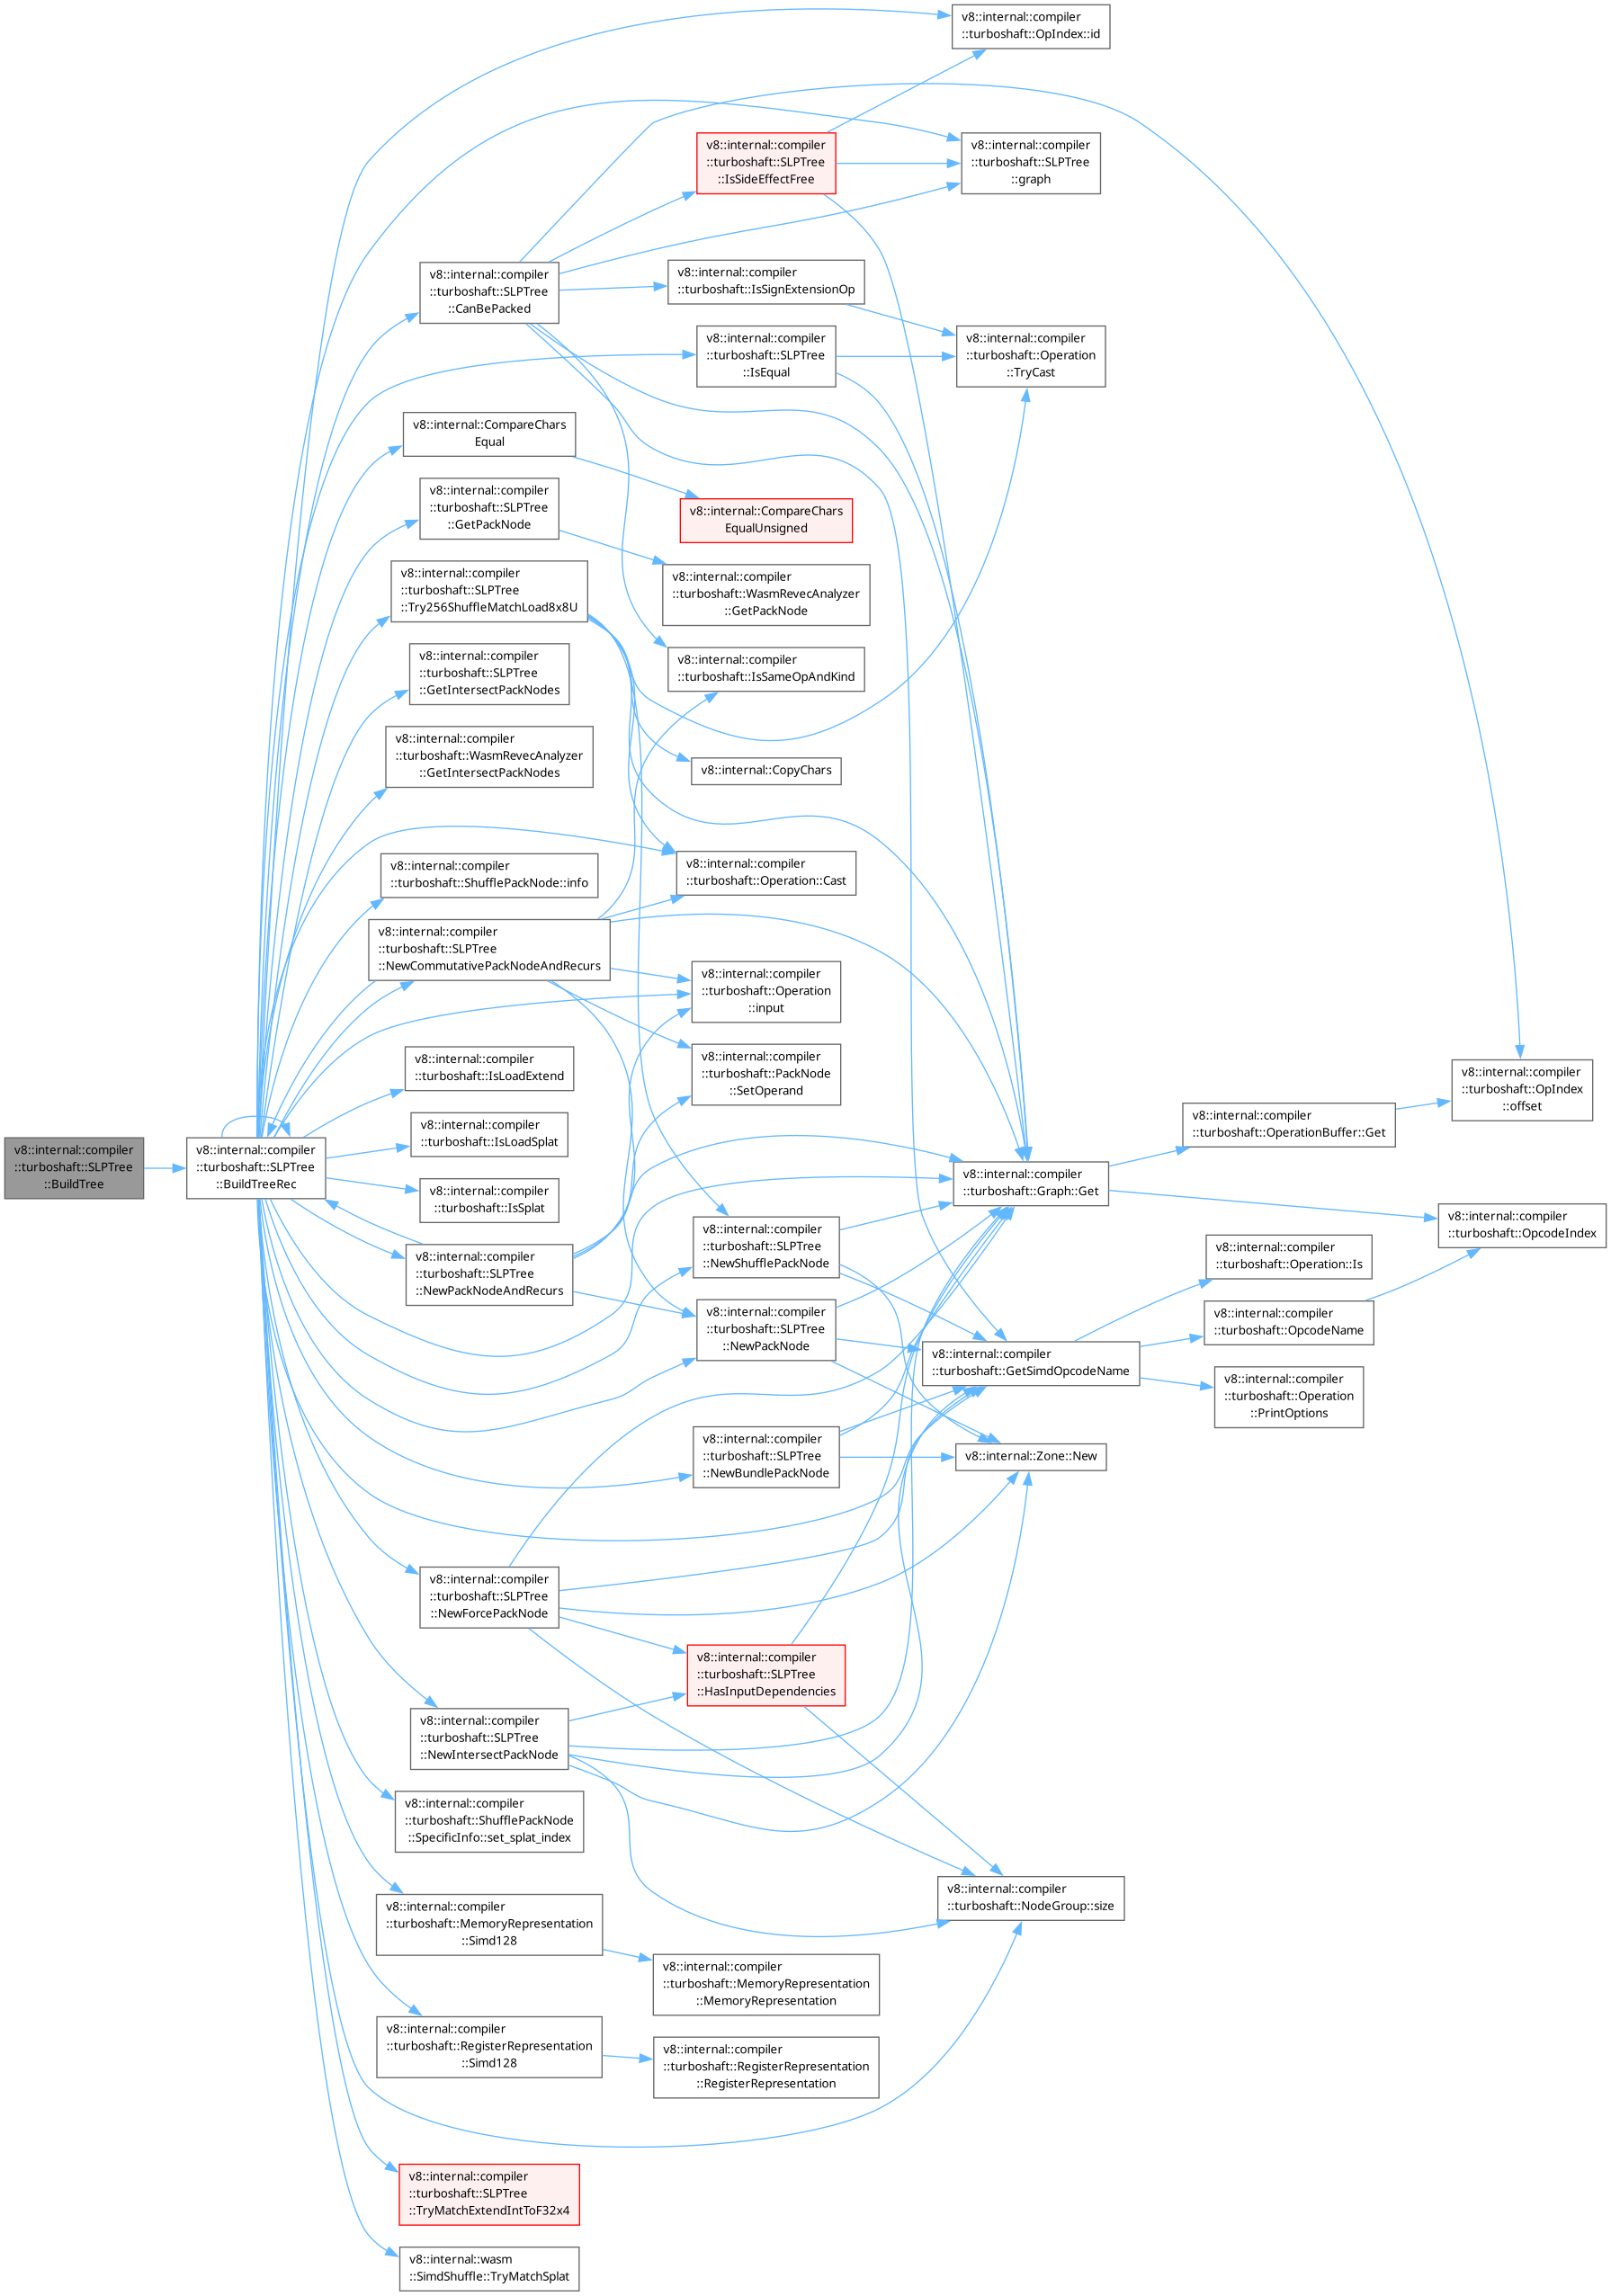 v8::internal::compiler
::turboshaft::SLPTree
::BuildTree
v8::internal::compiler
::turboshaft::SLPTree
::BuildTreeRec
v8::internal::compiler
::turboshaft::OpIndex::id
v8::internal::compiler
::turboshaft::SLPTree
::graph
v8::internal::compiler
::turboshaft::SLPTree
::CanBePacked
v8::internal::compiler
::turboshaft::SLPTree
::IsSideEffectFree
v8::internal::compiler
::turboshaft::IsSignExtensionOp
v8::internal::compiler
::turboshaft::SLPTree
::IsEqual
v8::internal::compiler
::turboshaft::Operation
::TryCast
v8::internal::CompareChars
Equal
v8::internal::CompareChars
EqualUnsigned
v8::internal::compiler
::turboshaft::SLPTree
::GetPackNode
v8::internal::compiler
::turboshaft::WasmRevecAnalyzer
::GetPackNode
v8::internal::compiler
::turboshaft::SLPTree
::Try256ShuffleMatchLoad8x8U
v8::internal::compiler
::turboshaft::SLPTree
::GetIntersectPackNodes
v8::internal::compiler
::turboshaft::IsSameOpAndKind
v8::internal::compiler
::turboshaft::WasmRevecAnalyzer
::GetIntersectPackNodes
v8::internal::CopyChars
v8::internal::compiler
::turboshaft::ShufflePackNode::info
v8::internal::compiler
::turboshaft::Operation::Cast
v8::internal::compiler
::turboshaft::SLPTree
::NewCommutativePackNodeAndRecurs
v8::internal::compiler
::turboshaft::Operation
::input
v8::internal::compiler
::turboshaft::IsLoadExtend
v8::internal::compiler
::turboshaft::PackNode
::SetOperand
v8::internal::compiler
::turboshaft::OpIndex
::offset
v8::internal::compiler
::turboshaft::IsLoadSplat
v8::internal::compiler
::turboshaft::OperationBuffer::Get
v8::internal::compiler
::turboshaft::IsSplat
v8::internal::compiler
::turboshaft::Graph::Get
v8::internal::compiler
::turboshaft::OpcodeIndex
v8::internal::compiler
::turboshaft::SLPTree
::NewPackNodeAndRecurs
v8::internal::compiler
::turboshaft::SLPTree
::NewShufflePackNode
v8::internal::compiler
::turboshaft::Operation::Is
v8::internal::compiler
::turboshaft::SLPTree
::NewPackNode
v8::internal::compiler
::turboshaft::GetSimdOpcodeName
v8::internal::compiler
::turboshaft::OpcodeName
v8::internal::compiler
::turboshaft::Operation
::PrintOptions
v8::internal::compiler
::turboshaft::SLPTree
::NewBundlePackNode
v8::internal::Zone::New
v8::internal::compiler
::turboshaft::SLPTree
::NewForcePackNode
v8::internal::compiler
::turboshaft::SLPTree
::HasInputDependencies
v8::internal::compiler
::turboshaft::SLPTree
::NewIntersectPackNode
v8::internal::compiler
::turboshaft::ShufflePackNode
::SpecificInfo::set_splat_index
v8::internal::compiler
::turboshaft::NodeGroup::size
v8::internal::compiler
::turboshaft::MemoryRepresentation
::Simd128
v8::internal::compiler
::turboshaft::MemoryRepresentation
::MemoryRepresentation
v8::internal::compiler
::turboshaft::RegisterRepresentation
::Simd128
v8::internal::compiler
::turboshaft::RegisterRepresentation
::RegisterRepresentation
v8::internal::compiler
::turboshaft::SLPTree
::TryMatchExtendIntToF32x4
v8::internal::wasm
::SimdShuffle::TryMatchSplat